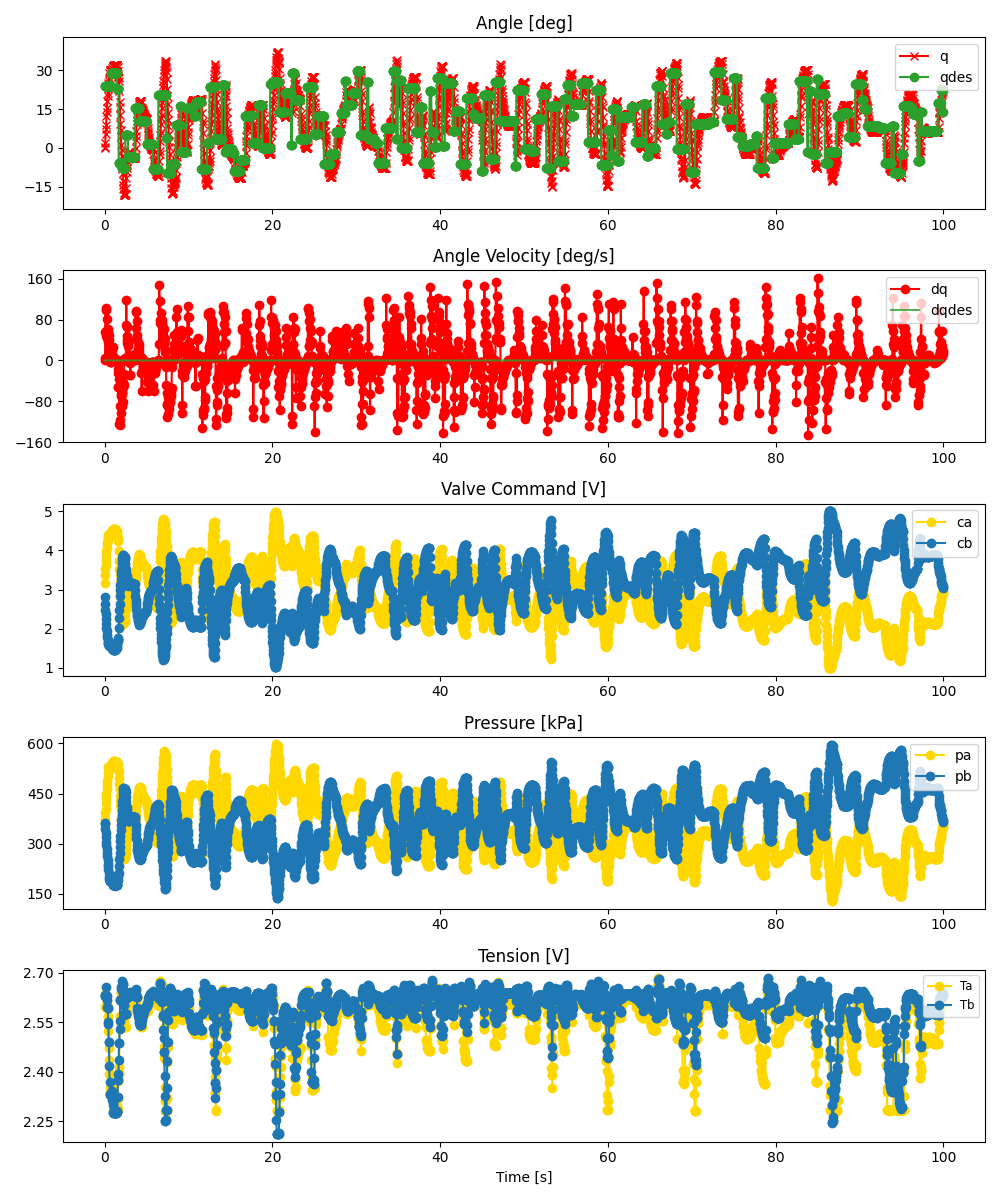 Angle [deg]
30
15
0
−15
q
qdes
0 20 40 60 80 100
Angle Velocity [deg/s]
160
80
0
−80
−160
dq
dqdes
0 20 40 60 80 100
Valve Command [V]
5
4
3
2
1
ca
cb
0 20 40 60 80 100
Pressure [kPa]
600
450
300
150
pa
pb
0 20 40 60 80 100
Tension [V]
2.70
2.55
2.40
2.25
Ta
Tb
0 20 40 60 80 100
Time [s]